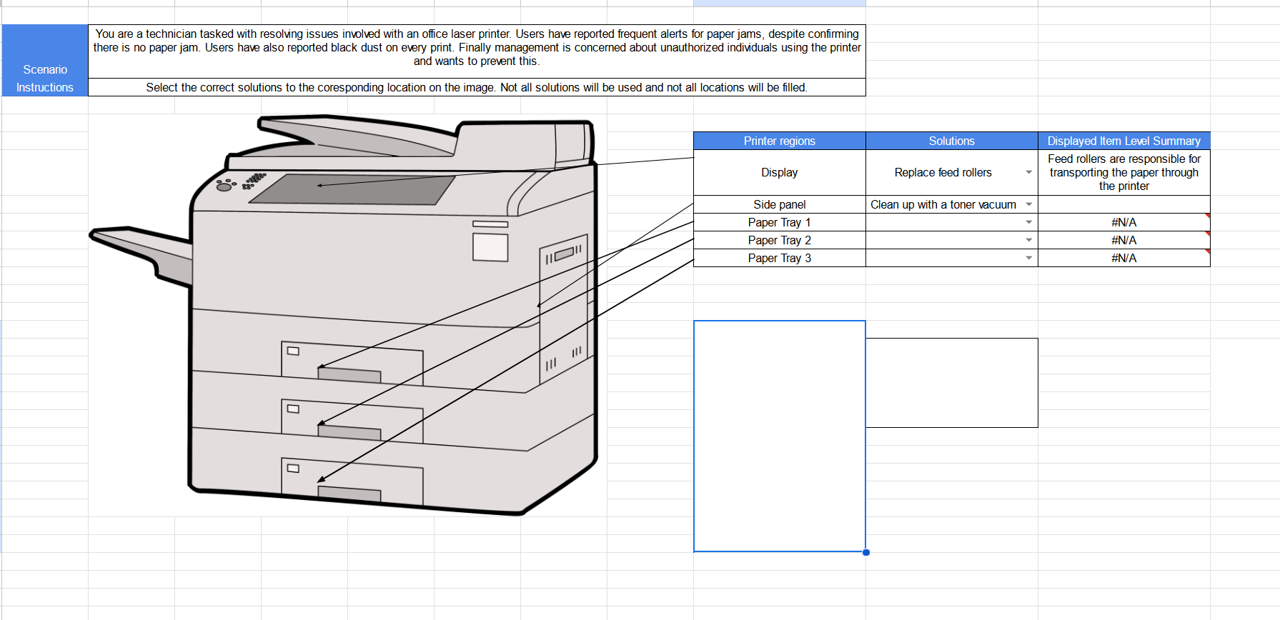 Scenario
You are a technician tasked with resolving issues involved with an office laser printer. Users have reported frequent alerts for paper jams, despite confirming
there is no paper jam. Users have also reported black dust on every print. Finally management is concerned about unauthorized individuals using the printer
and wants to prevent this.
Instructions
Select the correct solutions to the coresponding location on the image. Not all solutions will be used and not all locations will be filled.
Printer regions Solutions Displayed Item Level Summary
Display Replace feed rollers
Feed rollers are responsible for
transporting the paper through
the printer
Side panel Clean up with a toner vacuum
Paper Tray 1 #N/A
Paper Tray 2 #N/A
Paper Tray 3 #N/A